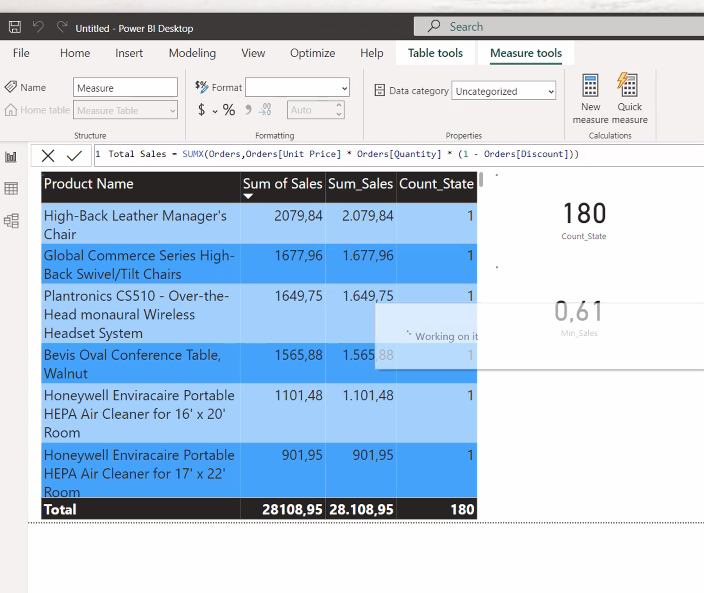 Untitled - Power BI Desktop
Search
File Home Insert Modeling View Optimize Help Table tools Measure tools
Name Measure
Home table Measure Table
Structure
$% Format
$ % 9 .00 Auto
Formatting
Data category Uncategorized
Properties
New measure
Quick measure
Calculations
1 Total Sales = SUMX(Orders,Orders[Unit Price] * Orders[Quantity] * (1 - Orders[Discount]))
Product Name Sum of Sales Sum_Sales Count_State
High-Back Leather Manager's 2079,84 2.079,84 1
Chair
Global Commerce Series High- 1677,96 1.677,96 1
Back Swivel/Tilt Chairs
Plantronics CS510 - Over-the- 1649,75 1.649,75 1
Head monaural Wireless
Headset System
Bevis Oval Conference Table, 1565,88 1.565,88 1
Walnut
Honeywell Enviracaire Portable 1101,48 1.101,48 1
HEPA Air Cleaner for 16' x 20'
Room
Honeywell Enviracaire Portable 901,95 901,95 1
HEPA Air Cleaner for 17' x 22'
Room
Total 28108,95 28.108,95 180
180
Count_State
0,61
Min_Sales
Working on it